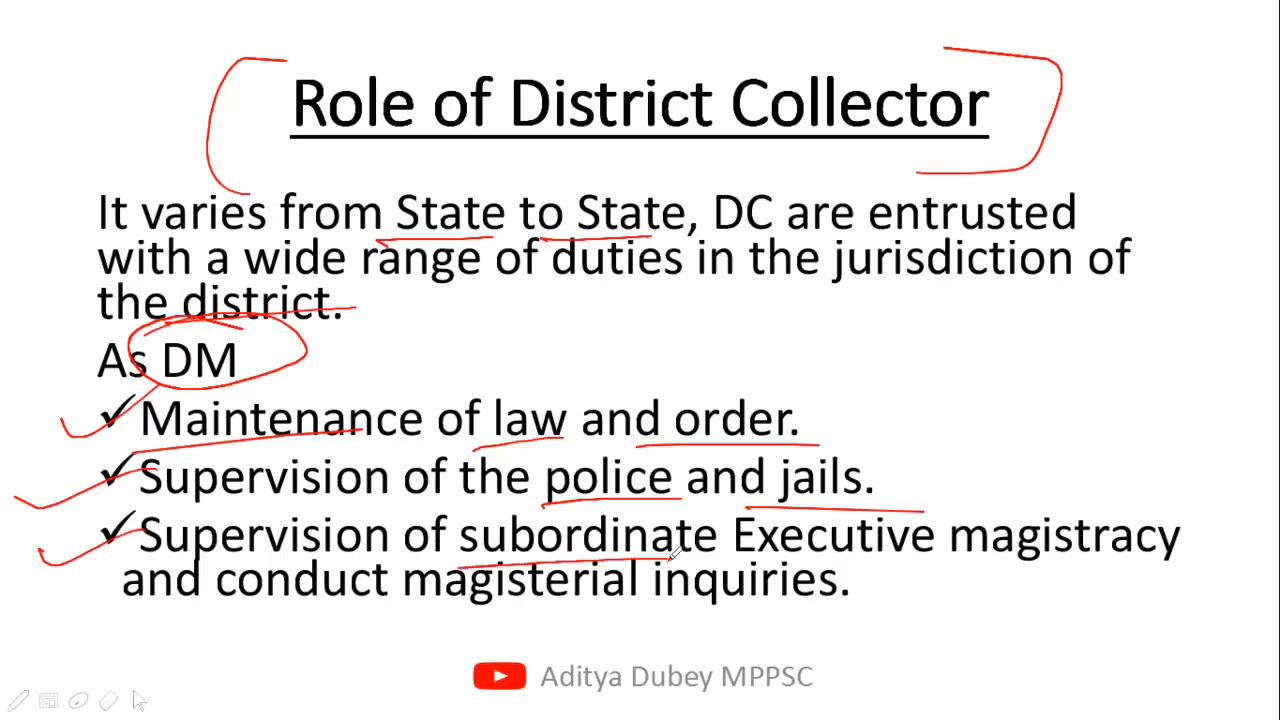 Role of District Collector
It varies from State to State, DC are entrusted
with a wide range of duties in the jurisdiction of
the district.
As DM
✓Maintenance of law and order.
✓Supervision of the police and jails.
✓Supervision of subordinate Executive magistracy
and conduct magisterial inquiries.
Aditya Dubey MPPSC